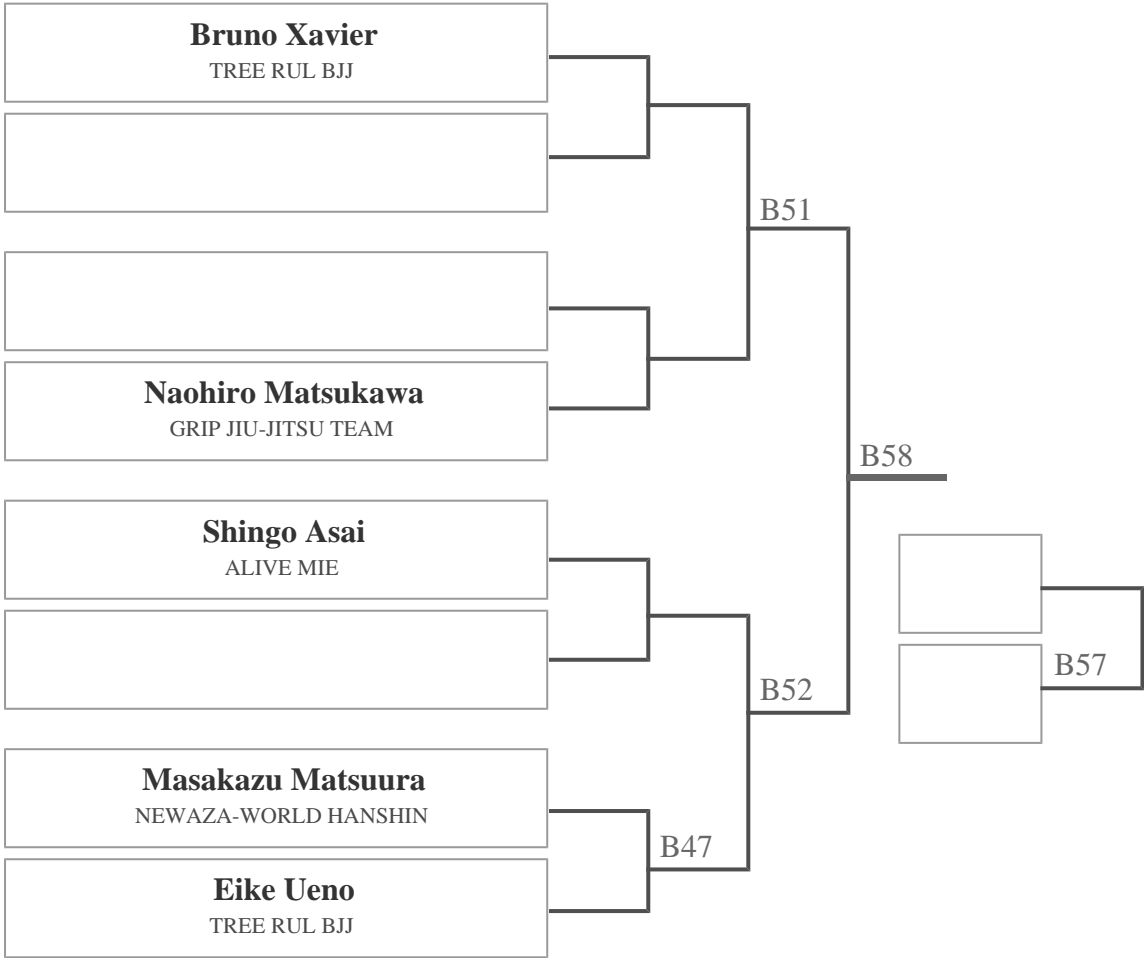 Bruno Xavier
TREE RUL BJJ
B51
Naohiro Matsukawa
GRIP JIU-JITSU TEAM
B58
Shingo Asai
ALIVE MIE
B57
B52
Masakazu Matsuura
NEWAZA-WORLD HANSHIN
B47
Eike Ueno
TREE RUL BJJ